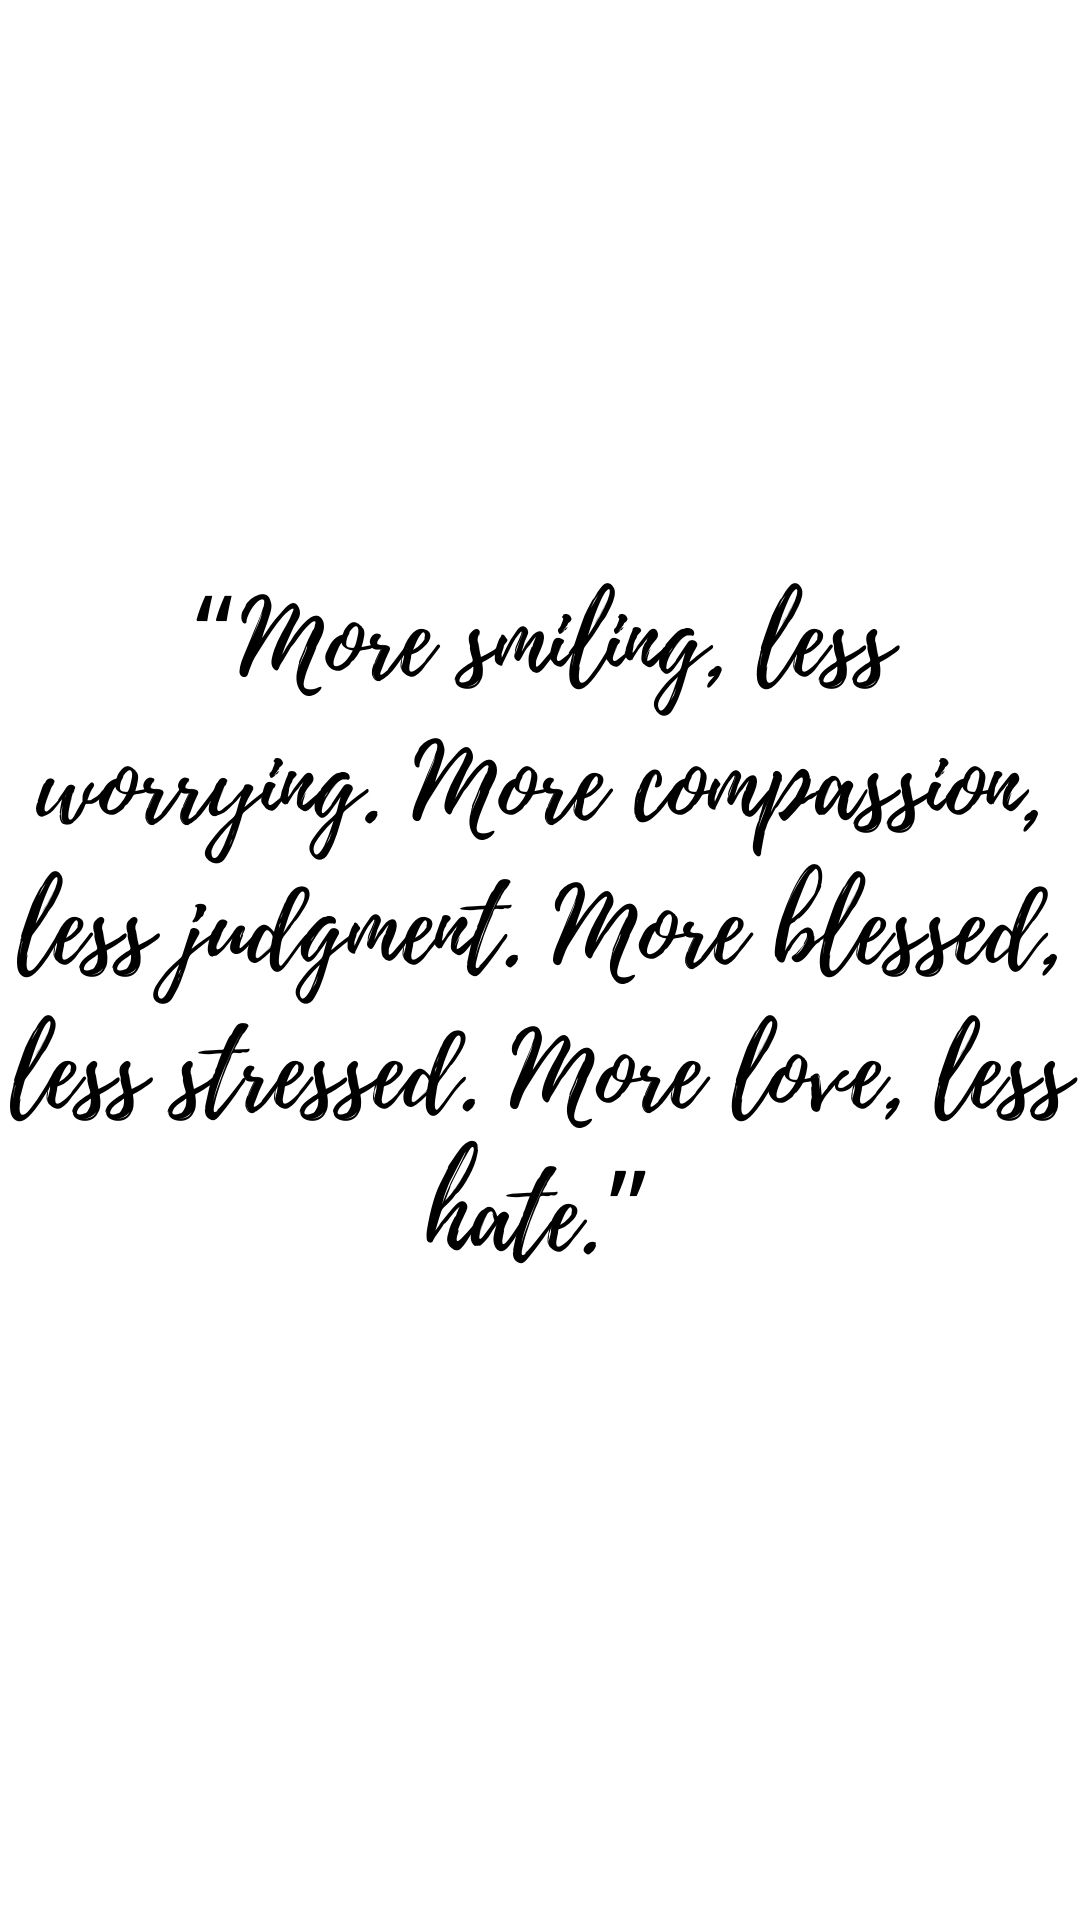 “More smiling, less
worrying. More compassion,
less judgment. More blessed,
less stressed. More love, less
hate.”